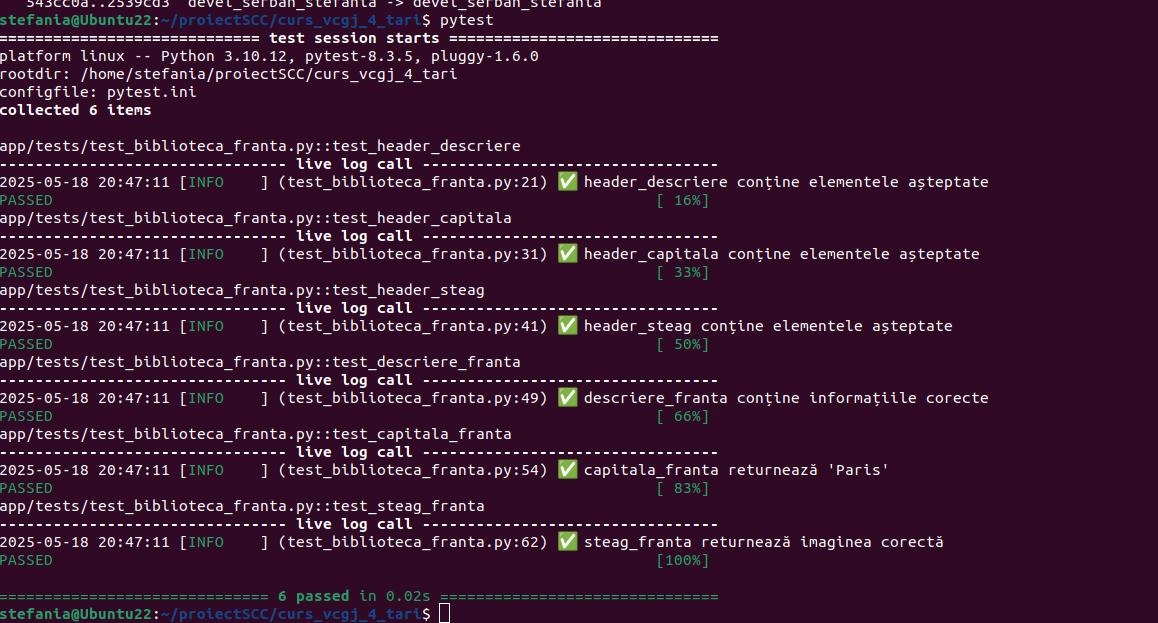 543cc0a..2539cd3  devel_serban_stefania -> devel_serban_stefania
stefania@Ubuntu22:~/proiectSCC/curs_vcgj_4_tari$ pytest
============================= test session starts ==============================
platform linux -- Python 3.10.12, pytest-8.3.5, pluggy-1.6.0
rootdir: /home/stefania/proiectSCC/curs_vcgj_4_tari
configfile: pytest.ini
collected 6 items
app/tests/test_biblioteca_franta.py::test_header_descriere
-------------------------------- live log call ---------------------------------
2025-05-18 20:47:11 [INFO    ] (test_biblioteca_franta.py:21) ✅ header_descriere conține elementele așteptate
PASSED                                                                   [ 16%]
app/tests/test_biblioteca_franta.py::test_header_capitala
-------------------------------- live log call ---------------------------------
2025-05-18 20:47:11 [INFO    ] (test_biblioteca_franta.py:31) ✅ header_capitala conține elementele așteptate
PASSED                                                                   [ 33%]
app/tests/test_biblioteca_franta.py::test_header_steag
-------------------------------- live log call ---------------------------------
2025-05-18 20:47:11 [INFO    ] (test_biblioteca_franta.py:41) ✅ header_steag conține elementele așteptate
PASSED                                                                   [ 50%]
app/tests/test_biblioteca_franta.py::test_descriere_franta
-------------------------------- live log call ---------------------------------
2025-05-18 20:47:11 [INFO    ] (test_biblioteca_franta.py:49) ✅ descriere_franta conține informațiile corecte
PASSED                                                                   [ 66%]
app/tests/test_biblioteca_franta.py::test_capitala_franta
-------------------------------- live log call ---------------------------------
2025-05-18 20:47:11 [INFO    ] (test_biblioteca_franta.py:54) ✅ capitala_franta returnează 'Paris'
PASSED                                                                   [ 83%]
app/tests/test_biblioteca_franta.py::test_steag_franta
-------------------------------- live log call ---------------------------------
2025-05-18 20:47:11 [INFO    ] (test_biblioteca_franta.py:62) ✅ steag_franta returnează imaginea corectă
PASSED                                                                   [100%]
============================== 6 passed in 0.02s ===============================
stefania@Ubuntu22:~/proiectSCC/curs_vcgj_4_tari$